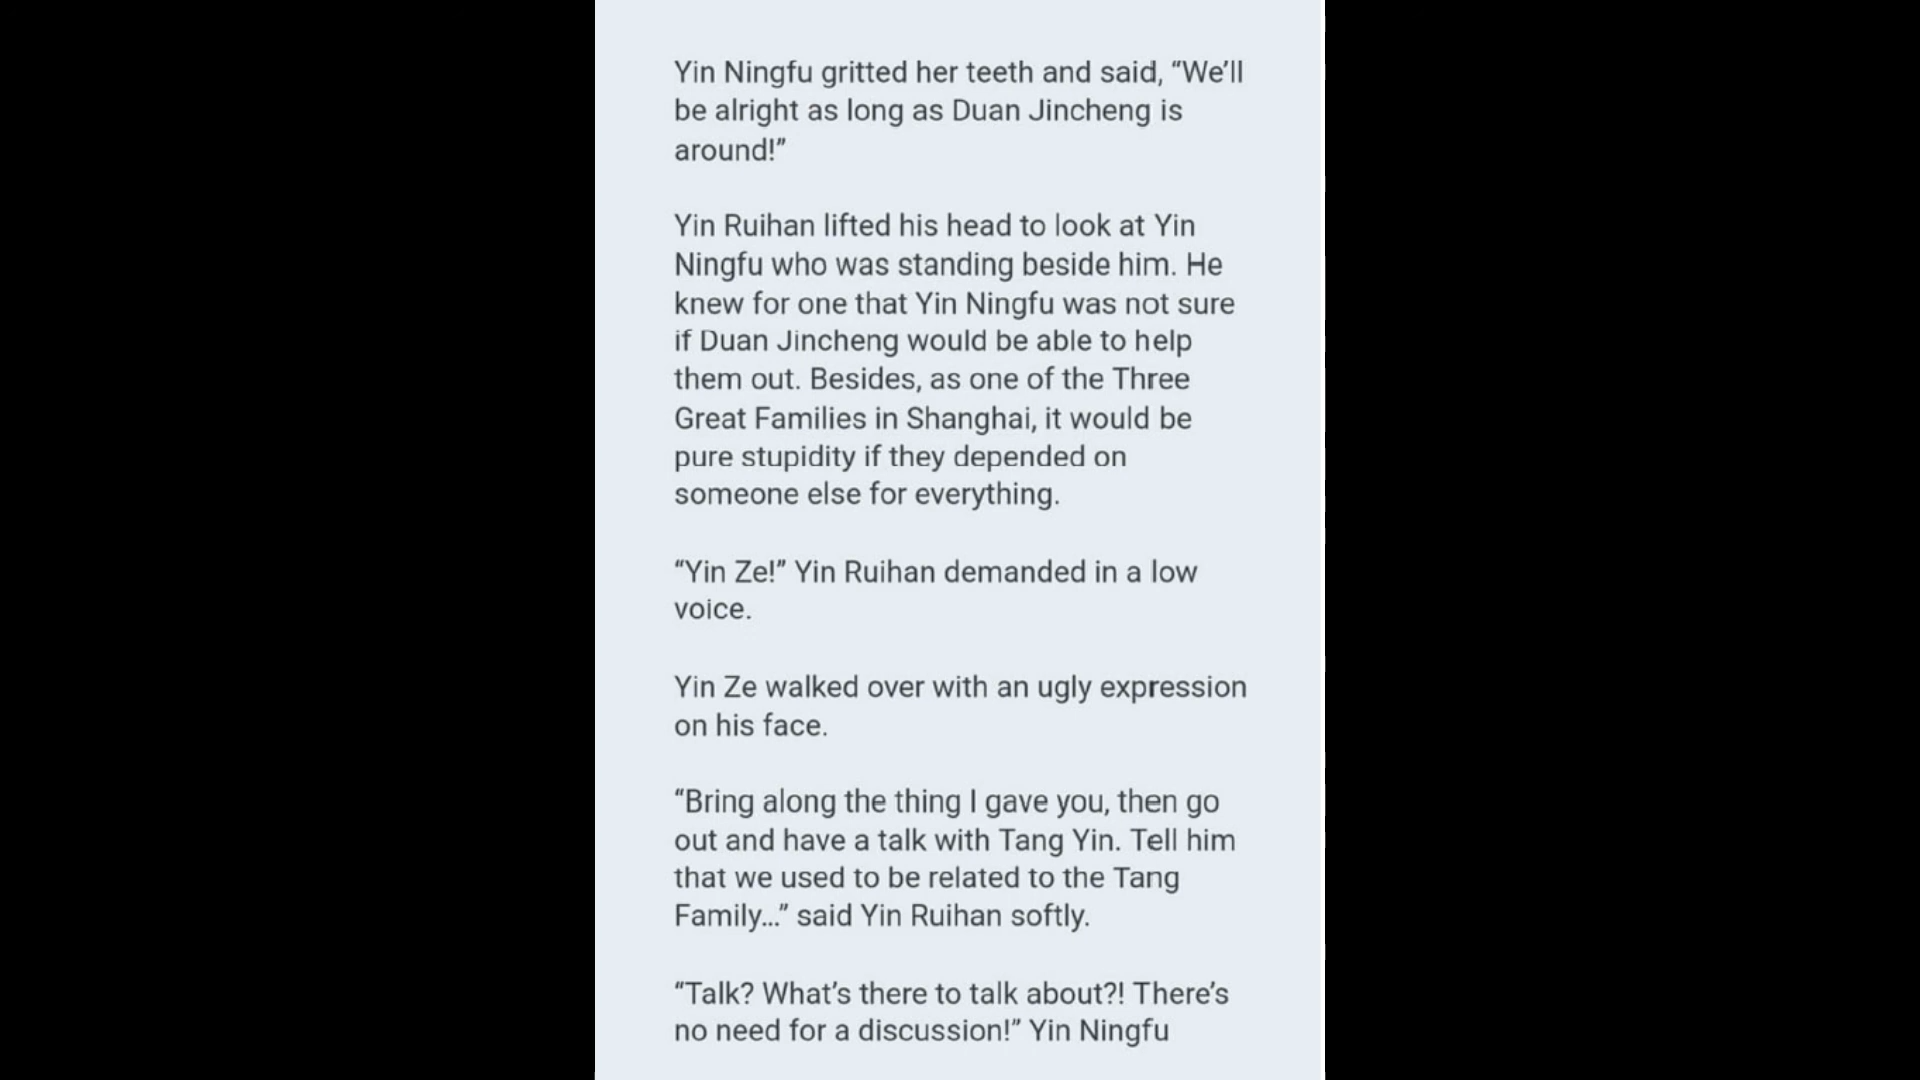 Yin Ningfu gritted her teeth and said, “We’ll
be alright as long as Duan Jincheng is
around!”
Yin Ruihan lifted his head to look at Yin
Ningfu who was standing beside him. He
knew for one that Yin Ningfu was not sure
if Duan Jincheng would be able to help
them out. Besides, as one of the Three
Great Families in Shanghai, it would be
pure stupidity if they depended on
someone else for everything.
“Yin Ze!” Yin Ruihan demanded in a low
voice.
Yin Ze walked over with an ugly expression
on his face.
“Bring along the thing I gave you, then go
out and have a talk with Tang Yin. Tell him
that we used to be related to the Tang
Family…” said Yin Ruihan softly.
“Talk? What’s there to talk about?! There’s
no need for a discussion!” Yin Ningfu